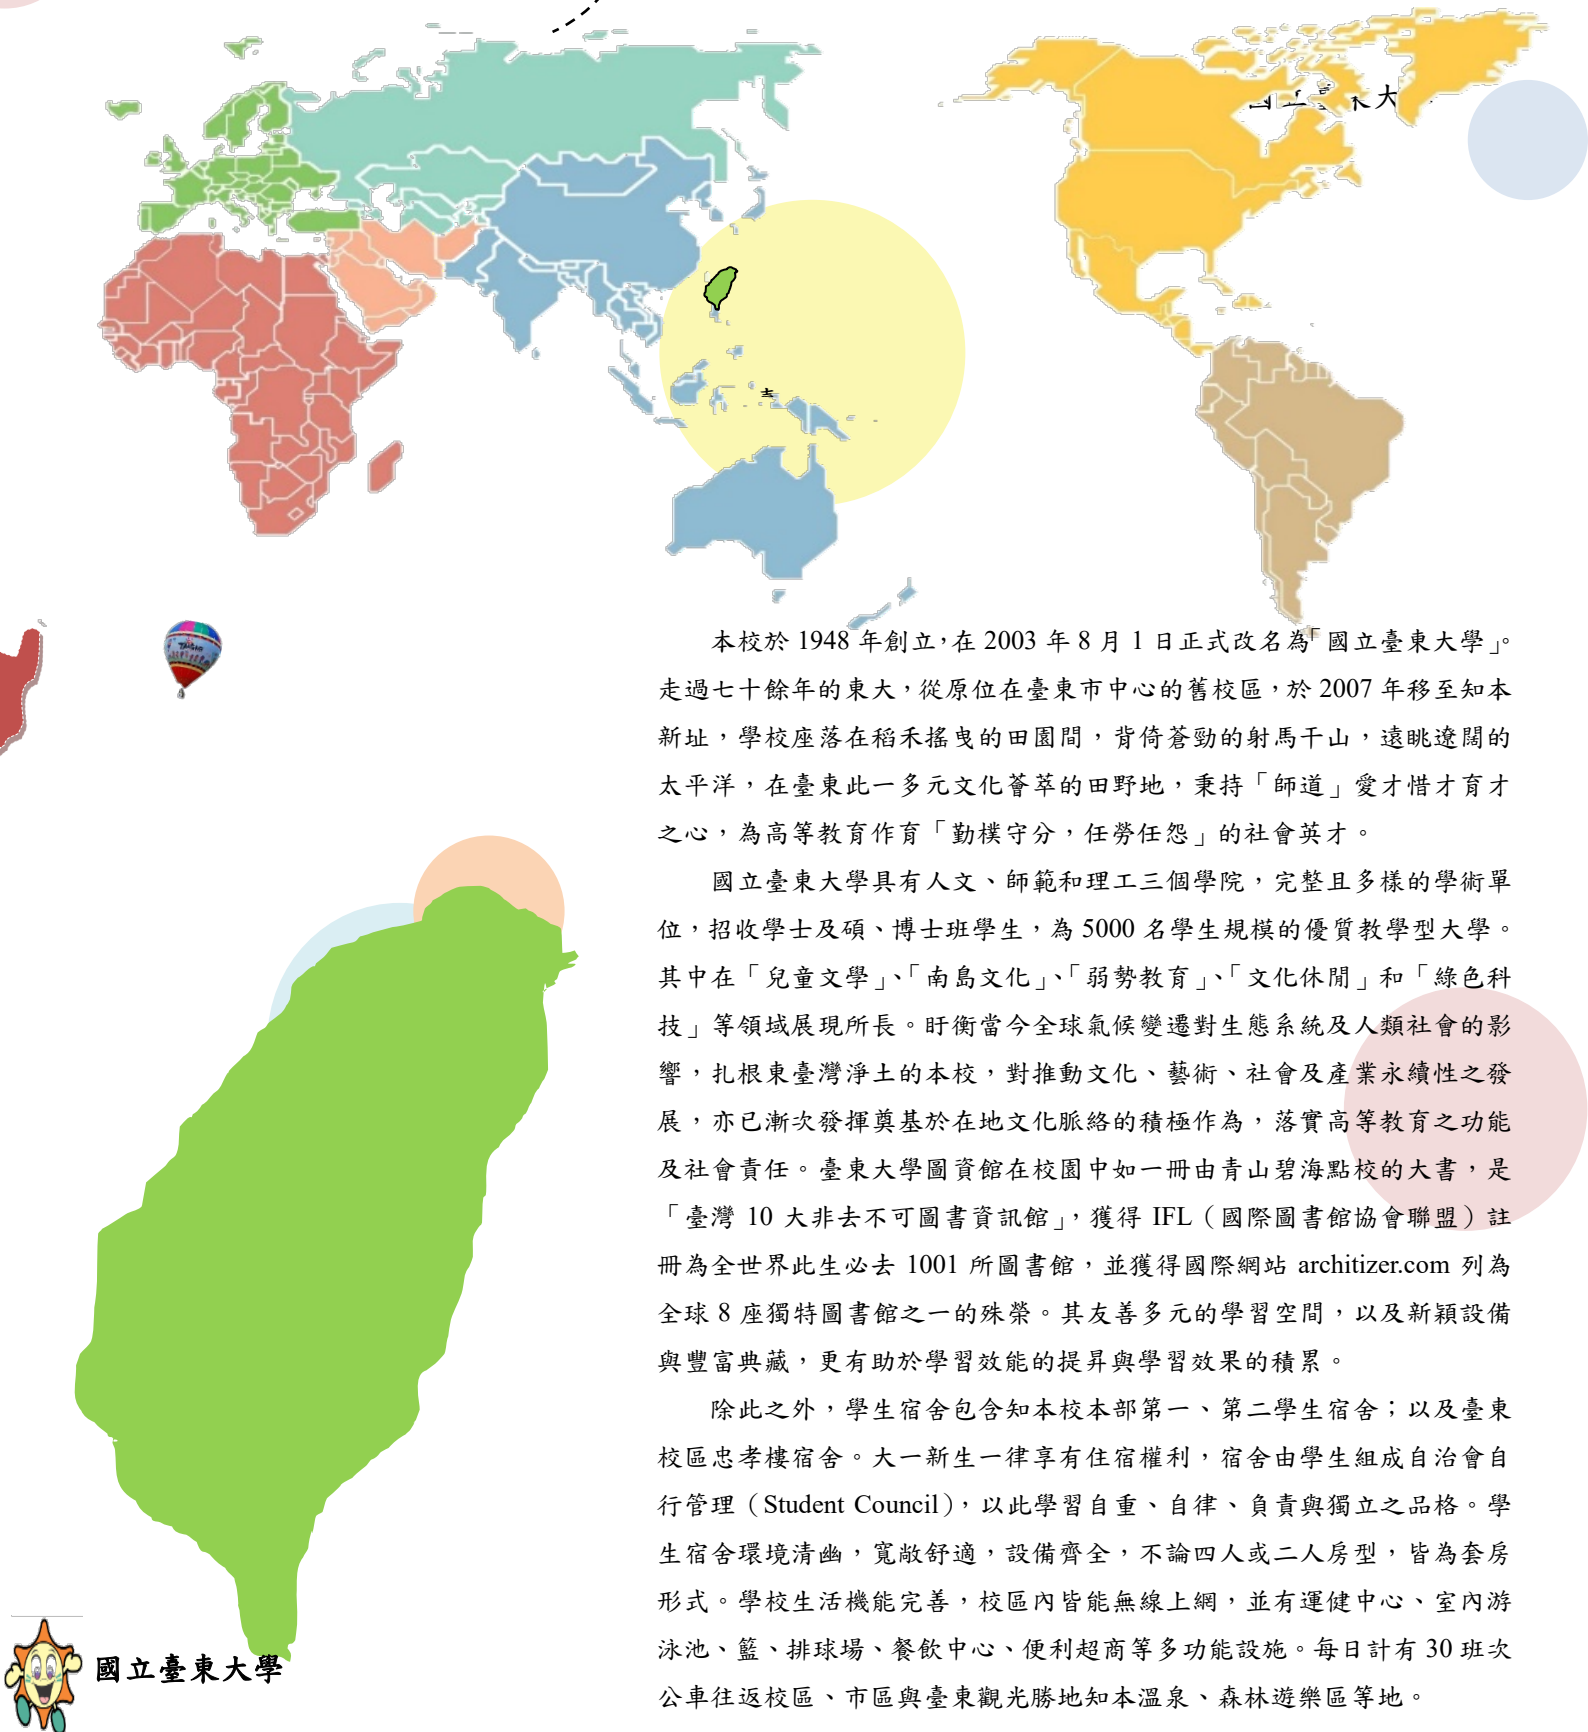 大
本校於 1948 年創立，在 2003 年 8 月 1 日正式改名為「國立臺東大學」。
走過七十餘年的東大，從原位在臺東市中心的舊校區，於 2007 年移至知本
新址，學校座落在稻禾搖曳的田園間，背倚蒼勁的射馬干山，遠眺遼闊的
太平洋，在臺東此一多元文化薈萃的田野地，秉持「師道」愛才惜才育才
之心，為高等教育作育「勤樸守分，任勞任怨」的社會英才。
國立臺東大學具有人文、師範和理工三個學院，完整且多樣的學術單
位，招收學士及碩、博士班學生，為 5000 名學生規模的優質教學型大學。
其中在「兒童文學」、「南島文化」、「弱勢教育」、「文化休閒」和「綠色科
技」等領域展現所長。盱衡當今全球氣候變遷對生態系統及人類社會的影
響，扎根東臺灣淨土的本校，對推動文化、藝術、社會及產業永續性之發
展，亦已漸次發揮奠基於在地文化脈絡的積極作為，落實高等教育之功能
及社會責任。臺東大學圖資館在校園中如一冊由青山碧海點校的大書，是
「臺灣 10 大非去不可圖書資訊館」，獲得 IFL（國際圖書館協會聯盟）註
冊為全世界此生必去 1001 所圖書館，並獲得國際網站 architizer.com 列為
全球 8 座獨特圖書館之一的殊榮。其友善多元的學習空間，以及新穎設備
與豐富典藏，更有助於學習效能的提昇與學習效果的積累。
除此之外，學生宿舍包含知本校本部第一、第二學生宿舍；以及臺東
校區忠孝樓宿舍。大一新生一律享有住宿權利，宿舍由學生組成自治會自
行管理（Student Council），以此學習自重、自律、負責與獨立之品格。學
生宿舍環境清幽，寬敞舒適，設備齊全，不論四人或二人房型，皆為套房
形式。學校生活機能完善，校區內皆能無線上網，並有運健中心、室內游
泳池、籃、排球場、餐飲中心、便利超商等多功能設施。每日計有 30 班次
公車往返校區、市區與臺東觀光勝地知本溫泉、森林遊樂區等地。
國立臺東大學